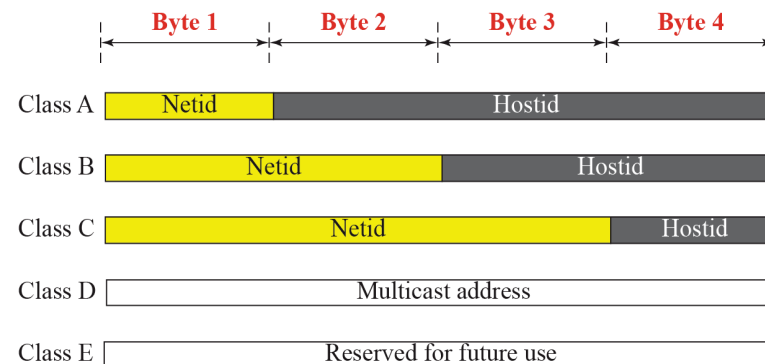 Byte 1 Byte 2 Byte 3 Byte 4
Class A Netid Hostid
Class B Netid Hostid
Class C Netid Hostid
Class D Multicast address
Class E Reserved for future use